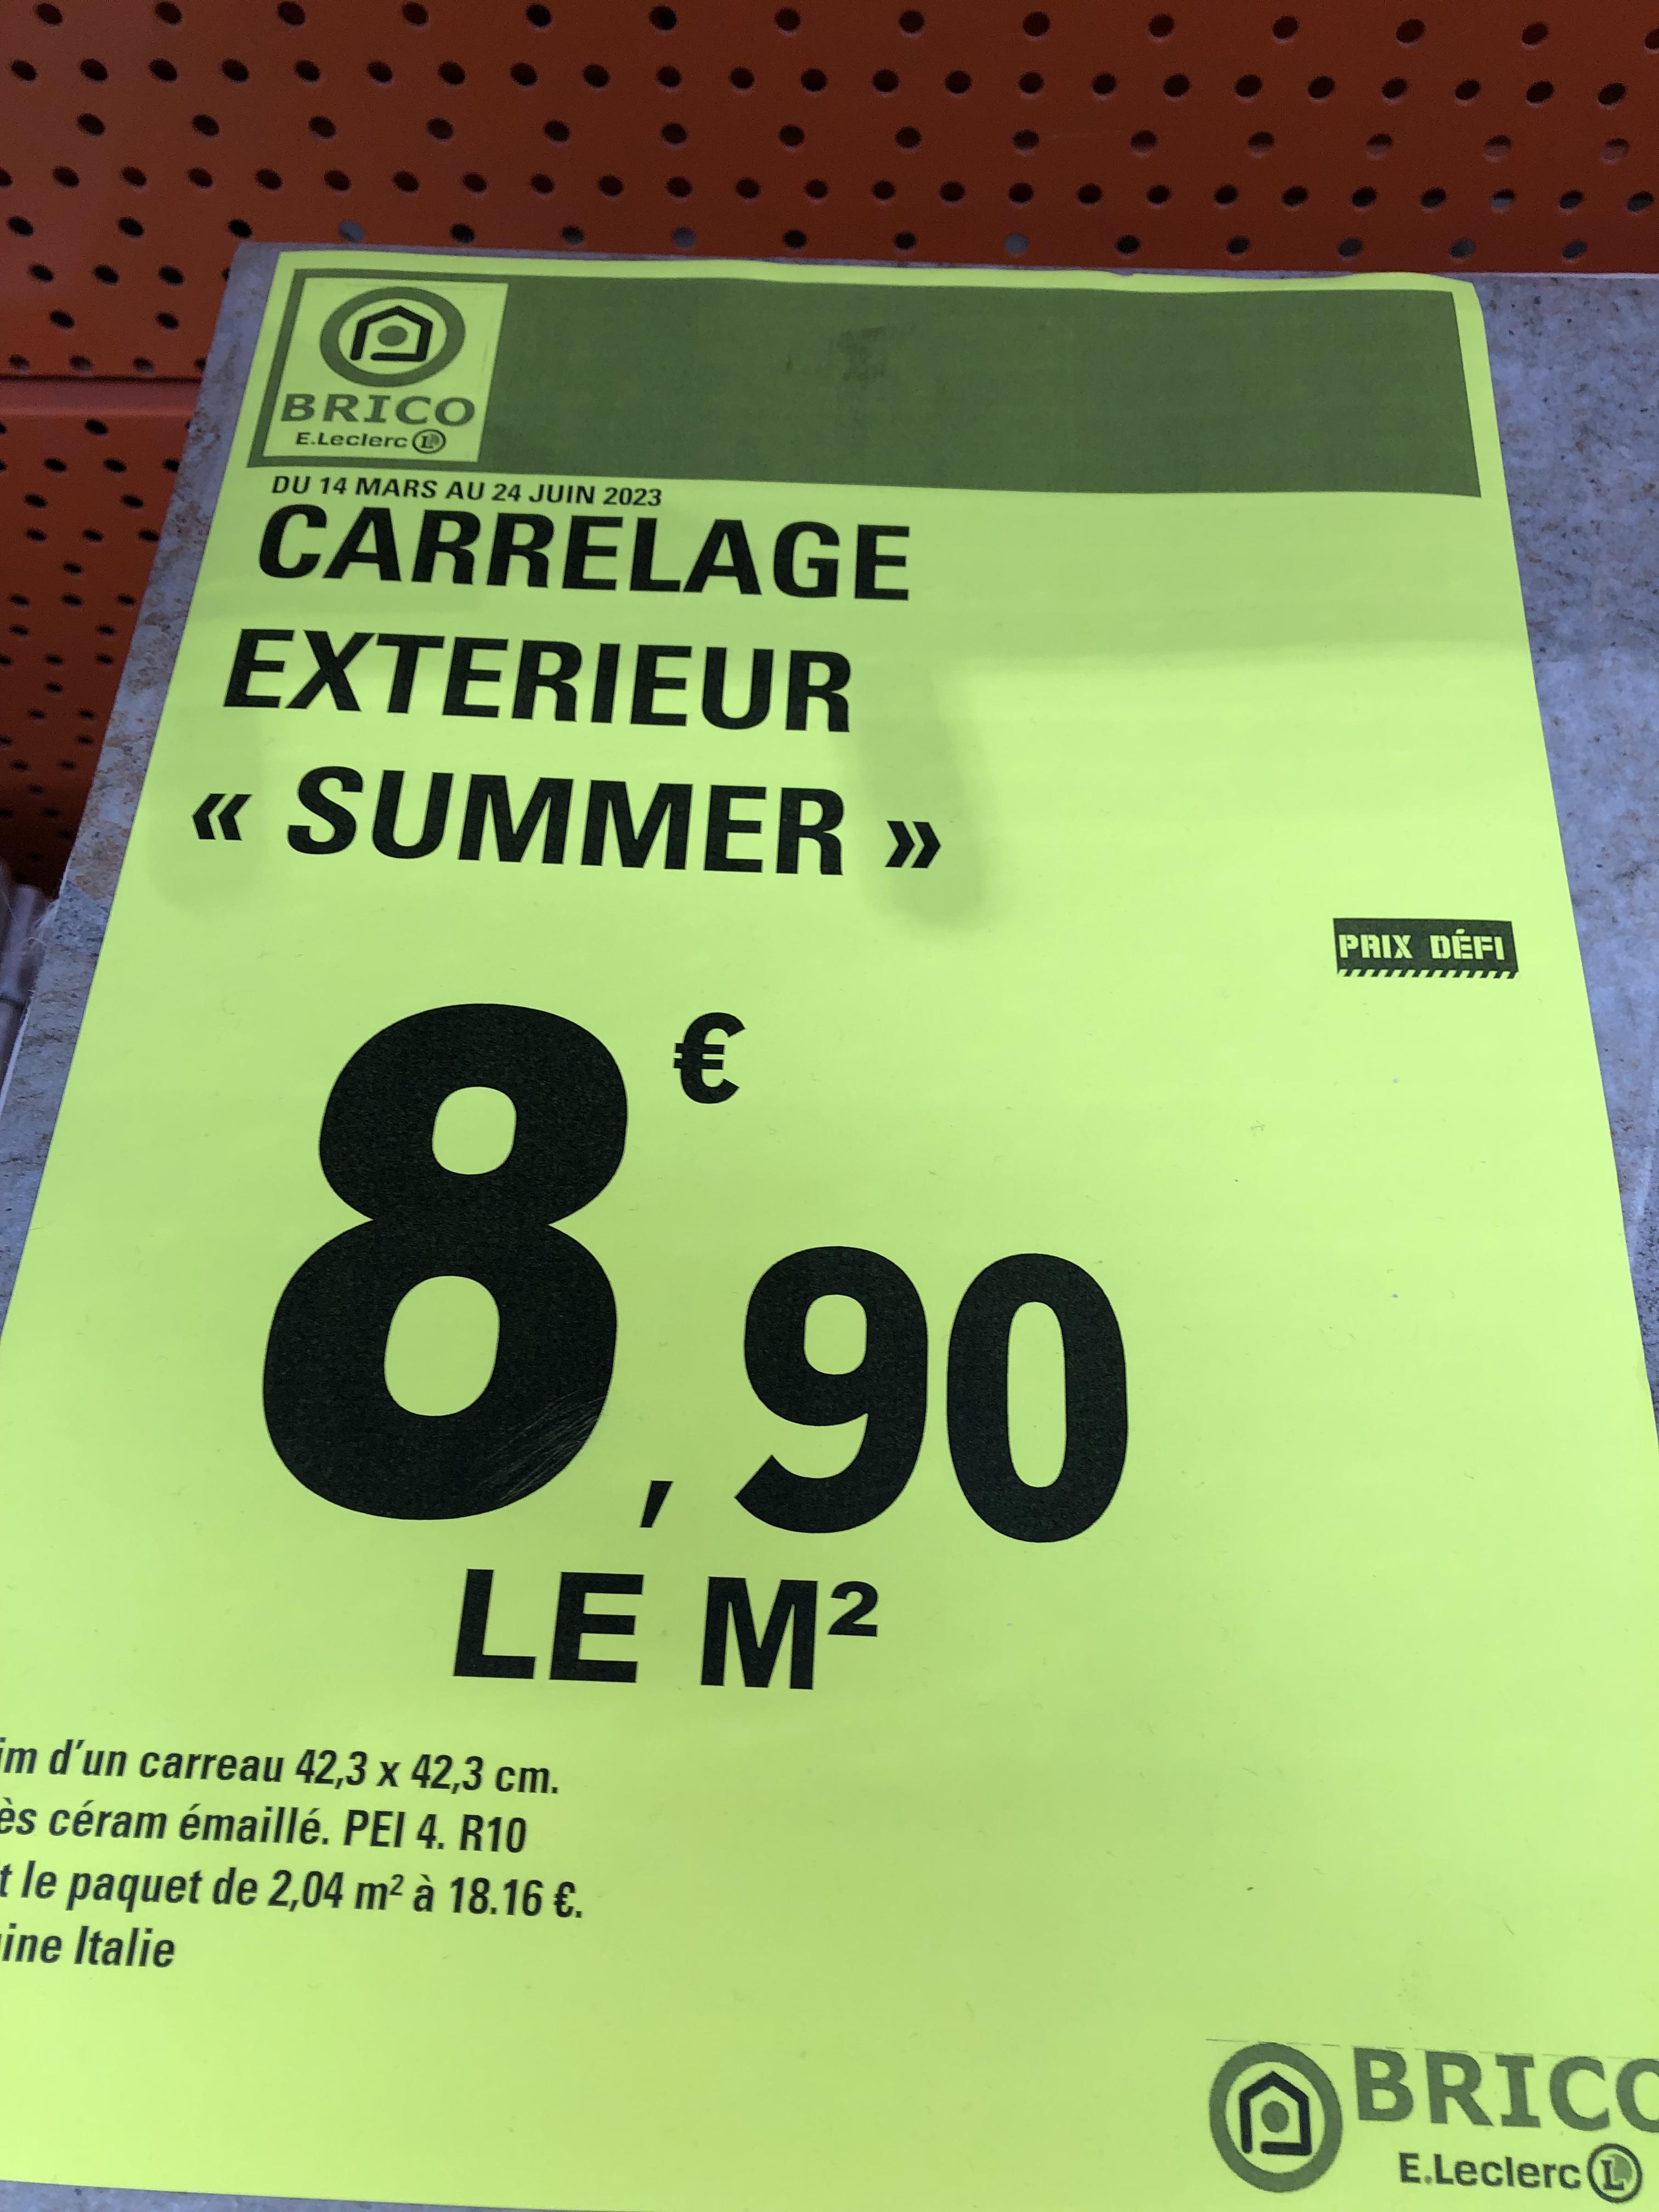 BRICO
E.Leclerc L
DU 14 MARS AU 24 JUIN 2023
CARRELAGE
EXTERIEUR
« SUMMER »
PRIX DÉFI
8€,90
LE M²
im d'un carreau 42,3 x 42,3 cm.
ès céram émaillé. PEI 4. R10
t le paquet de 2,04 m² à 18.16 €.
ine Italie
BRICO
E.Leclerc L